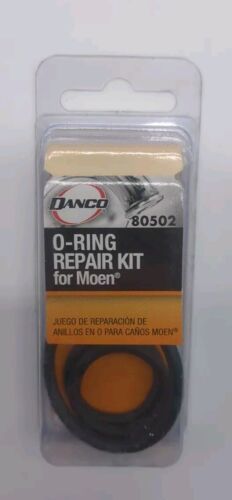 DANCO
80502
O-RING
REPAIR KIT
for Moen®
JUEGO DE REPARACIÓN DE
ANILLOS EN O PARA CAÑOS MOEN®